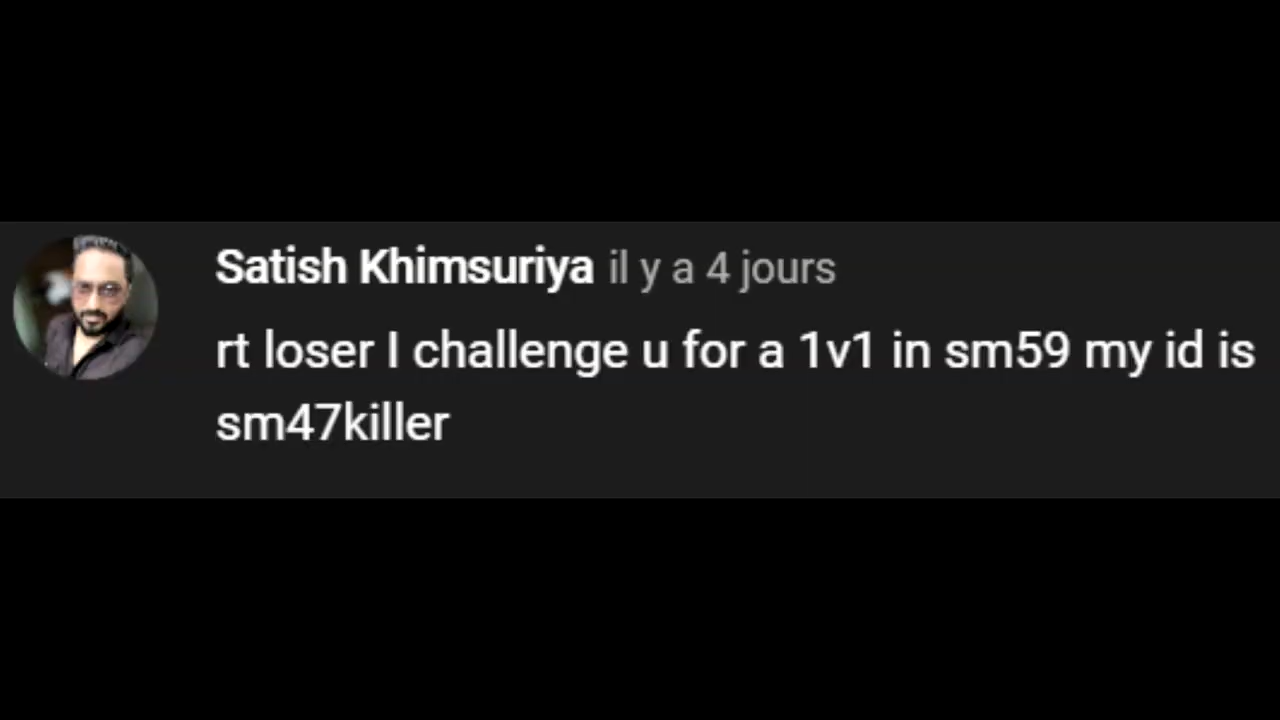 Satish Khimsuriya il y a 4 jours
rt loser I challenge u for a 1v1 in sm59 my id is
sm47killer